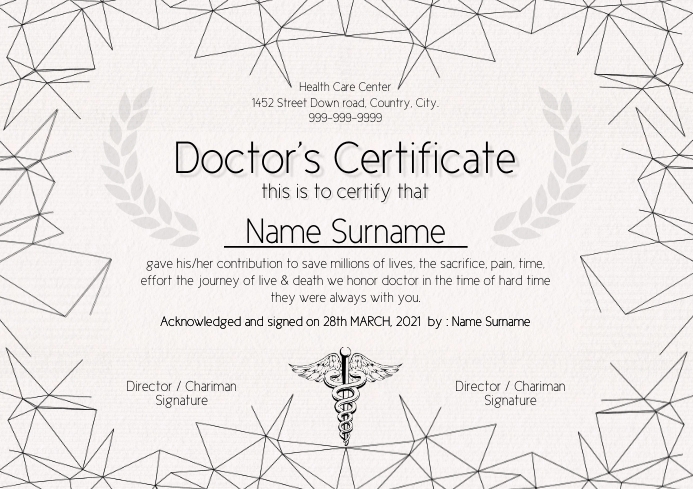 Health Care Center
1452 Street Down road, Country, City.
999-999-9999
Doctor's Certificate
this is to certify that
Name Surname
gave his/her contribution to save millions of lives, the sacrifice, pain, time,
effort the journey of live & death we honor doctor in the time of hard time
they were always with you.
Acknowledged and signed on 28th MARCH, 2021 by : Name Surname
Director / Chariman
Signature
Director / Chariman
Signature